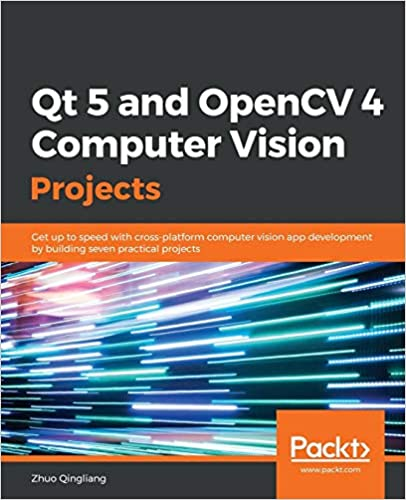 Qt 5 and OpenCV 4
Computer Vision
Projects
Get up to speed with cross-platform computer vision app development
by building seven practical projects
Packt>
www.packt.com
Zhuo Qingliang